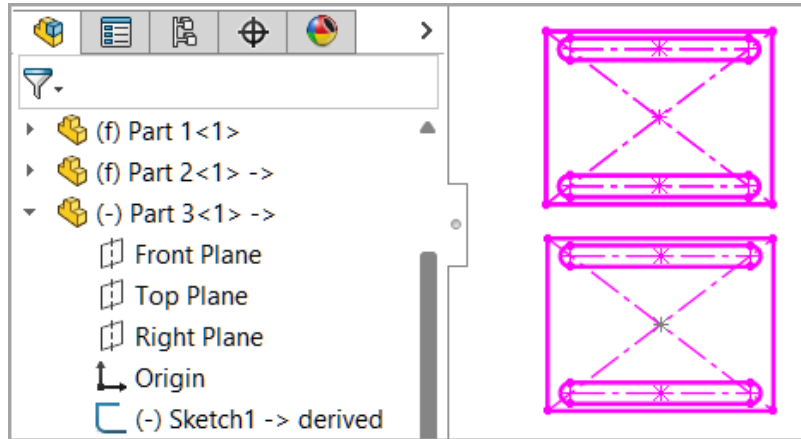 (f) Part 1<1>
(f) Part 2<1> ->
(-) Part 3<1> ->
Front Plane
Top Plane
Right Plane
Origin
(-) Sketch1 -> derived